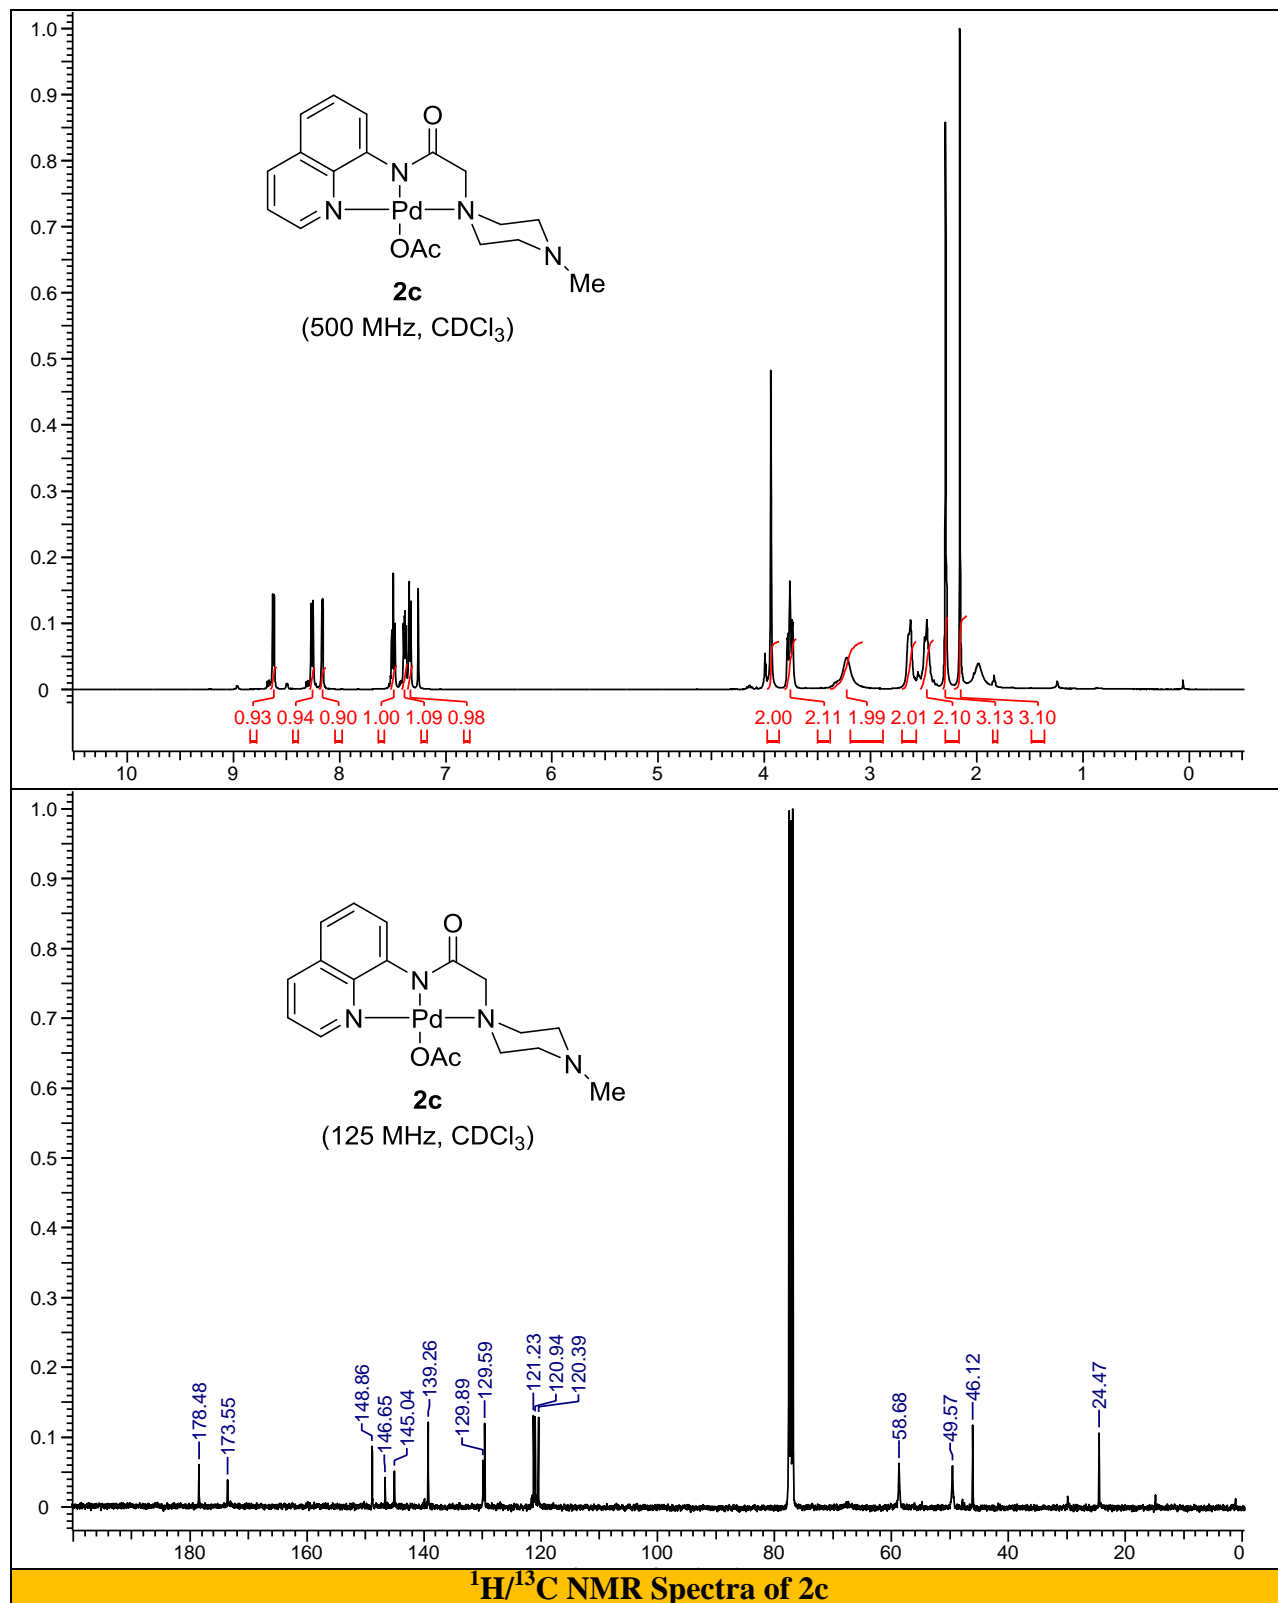 1.0
0.9
0.8
0.7
0.6
0.5
0.4
0.3
0.2
0.1
0
O
N
N Pd N
OAc
N
Me
2c
(500 MHz, CDCl3)
0.93 0.94 0.90 1.00 1.09 0.98 2.00 2.11 1.99 2.01 2.10 3.13 3.10
10 9 8 7 6 5 4 3 2 1 0
1.0
0.9
0.8
0.7
0.6
0.5
0.4
0.3
0.2
0.1
0
O
N
N Pd N
OAc
N
Me
2c
(125 MHz, CDCl3)
178.48 173.55 148.86 146.65 145.04 139.26 129.89 129.59 121.23 120.94 120.39 58.68 49.57 46.12 24.47
180 160 140 120 100 80 60 40 20 0
1H/13C NMR Spectra of 2c